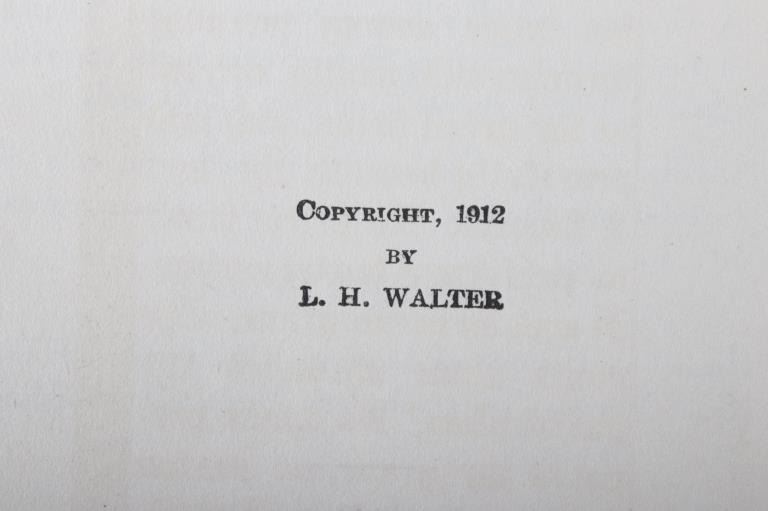 COPYRIGHT, 1912
BY
L. H. WALTER